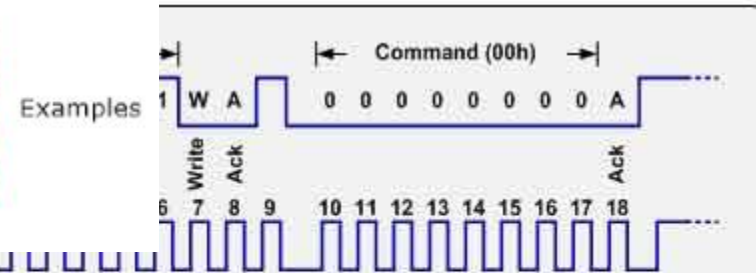 Command (00h)
Examples 1 W A 0 0 0 0 0 0 0 0 A
Write Ack Ack
6 7 8 9 10 11 12 13 14 15 16 17 18